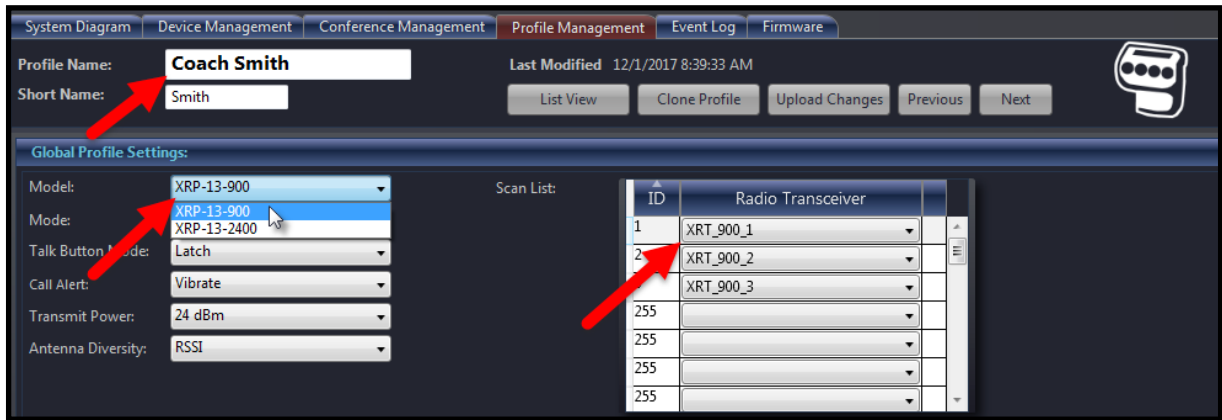 System Diagram Device Management Conference Management Profile Management Event Log Firmware
Profile Name: Coach Smith Last Modified 12/1/2017 8:39:33 AM
Short Name: Smith List View Clone Profile Upload Changes Previous Next
Global Profile Settings:
Model: XRP-13-900 Scan List: ID Radio Transceiver
XRP-13-900
Mode: XRP-13-2400
1 XRT_900_1
Talk Button Mode: Latch 2 XRT_900_2
Call Alert: Vibrate XRT_900_3
Transmit Power: 24 dBm 255
Antenna Diversity: RSSI 255
255
255